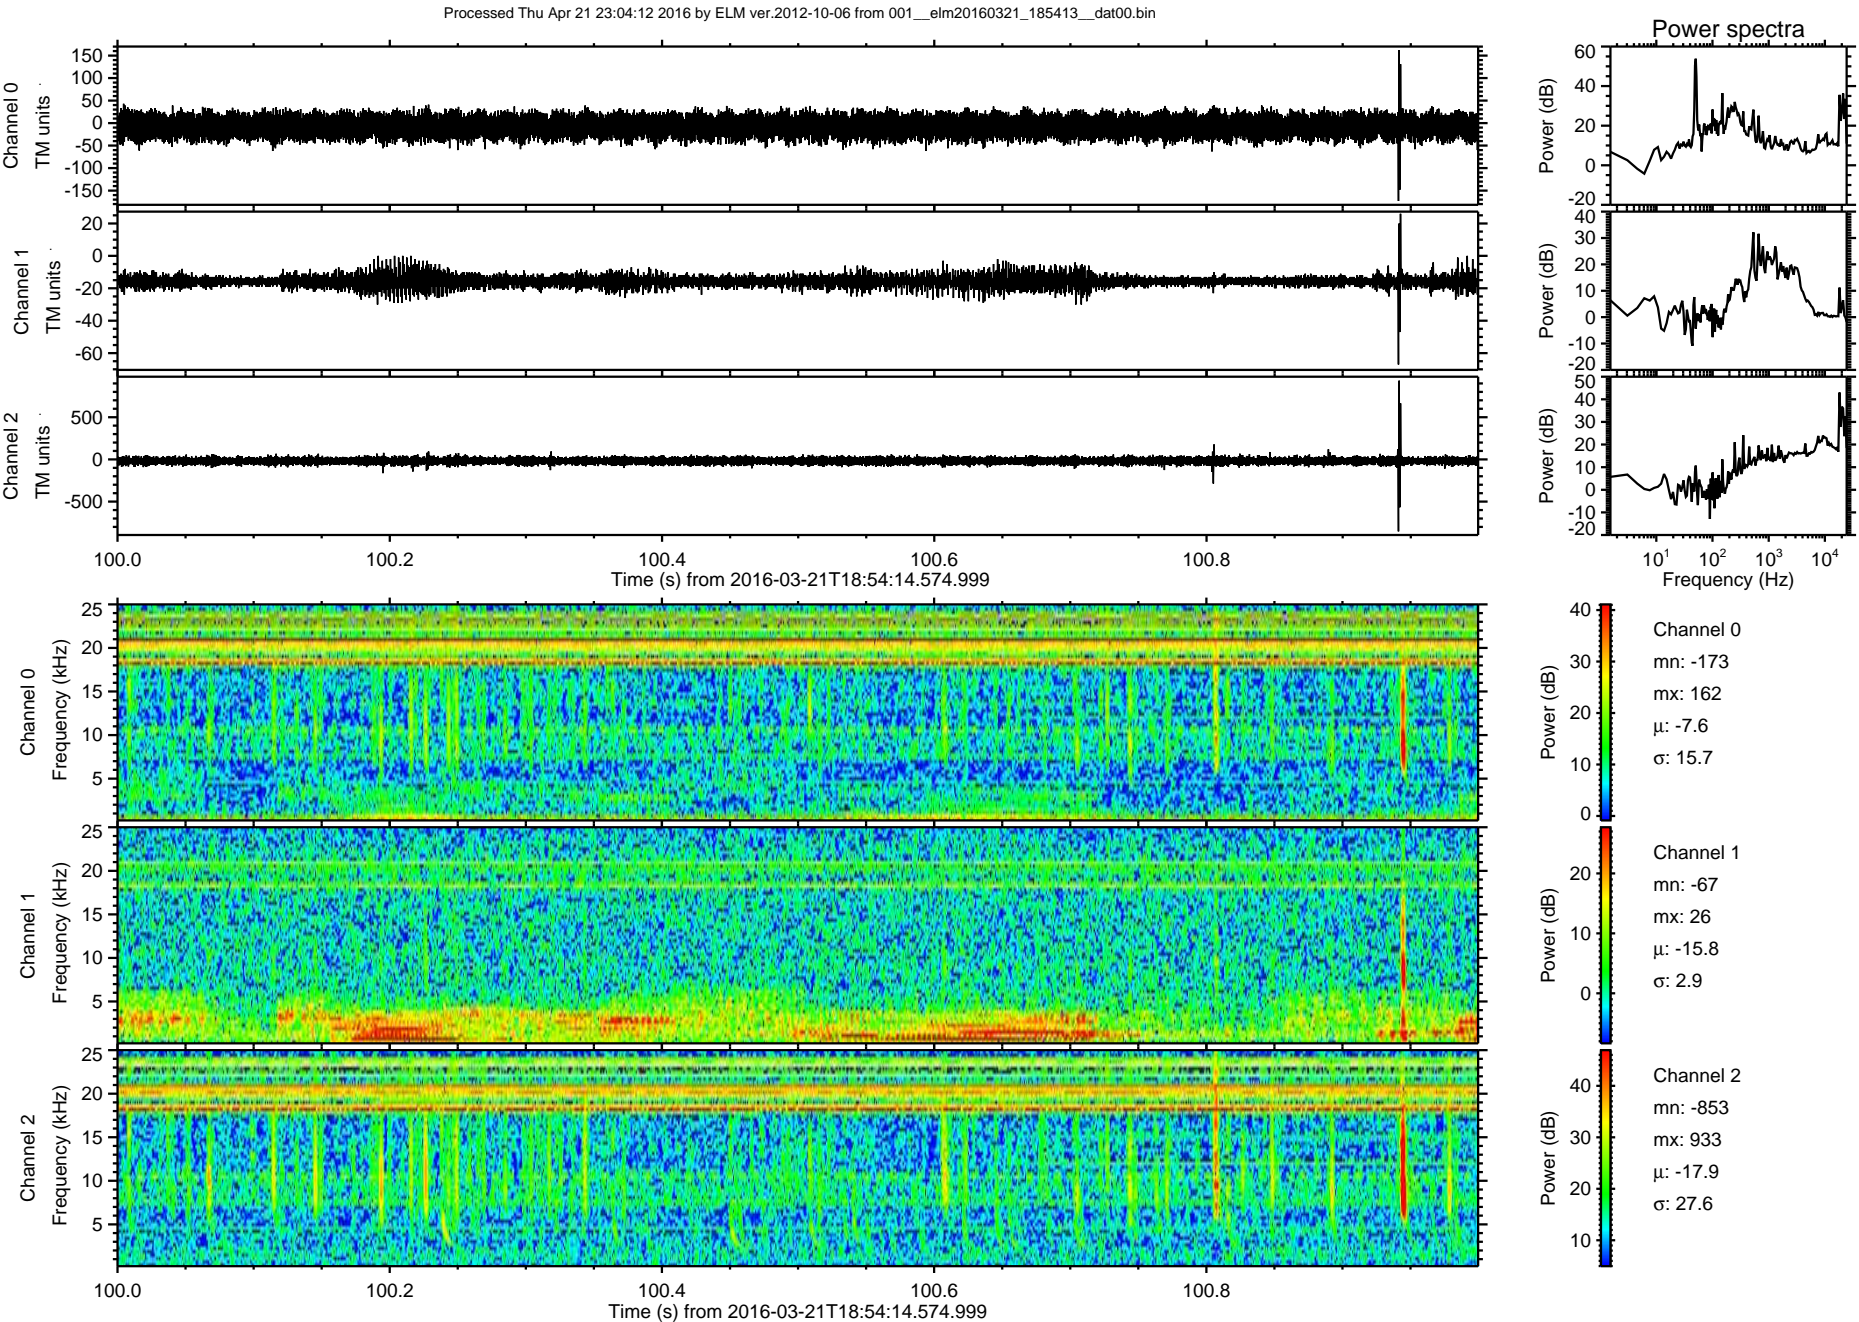 Processed Thu Apr 21 23:04:12 2016 by ELM ver.2012-10-06 from 001__elm20160321_185413__dat00.bin
Power spectra
Channel 0
TM units
150
100
50
0
-50
-100
-150
Power (dB)
60
40
20
0
-20
Channel 1
TM units
20
0
-20
-40
-60
Power (dB)
40
30
20
10
0
-10
-20
Channel 2
TM units
500
0
-500
Power (dB)
50
40
30
20
10
0
-10
-20
100.0 100.2 100.4 100.6 100.8
Time (s) from 2016-03-21T18:54:14.574.999
10¹ 10² 10³ 10⁴
Frequency (Hz)
Channel 0
Frequency (kHz)
25
20
15
10
5
Power (dB)
40
30
20
10
0
Channel 0
mn: -173
mx: 162
µ: -7.6
σ: 15.7
Channel 1
Frequency (kHz)
25
20
15
10
5
Power (dB)
20
10
0
Channel 1
mn: -67
mx: 26
µ: -15.8
σ: 2.9
Channel 2
Frequency (kHz)
25
20
15
10
5
Power (dB)
40
30
20
10
Channel 2
mn: -853
mx: 933
µ: -17.9
σ: 27.6
100.0 100.2 100.4 100.6 100.8
Time (s) from 2016-03-21T18:54:14.574.999